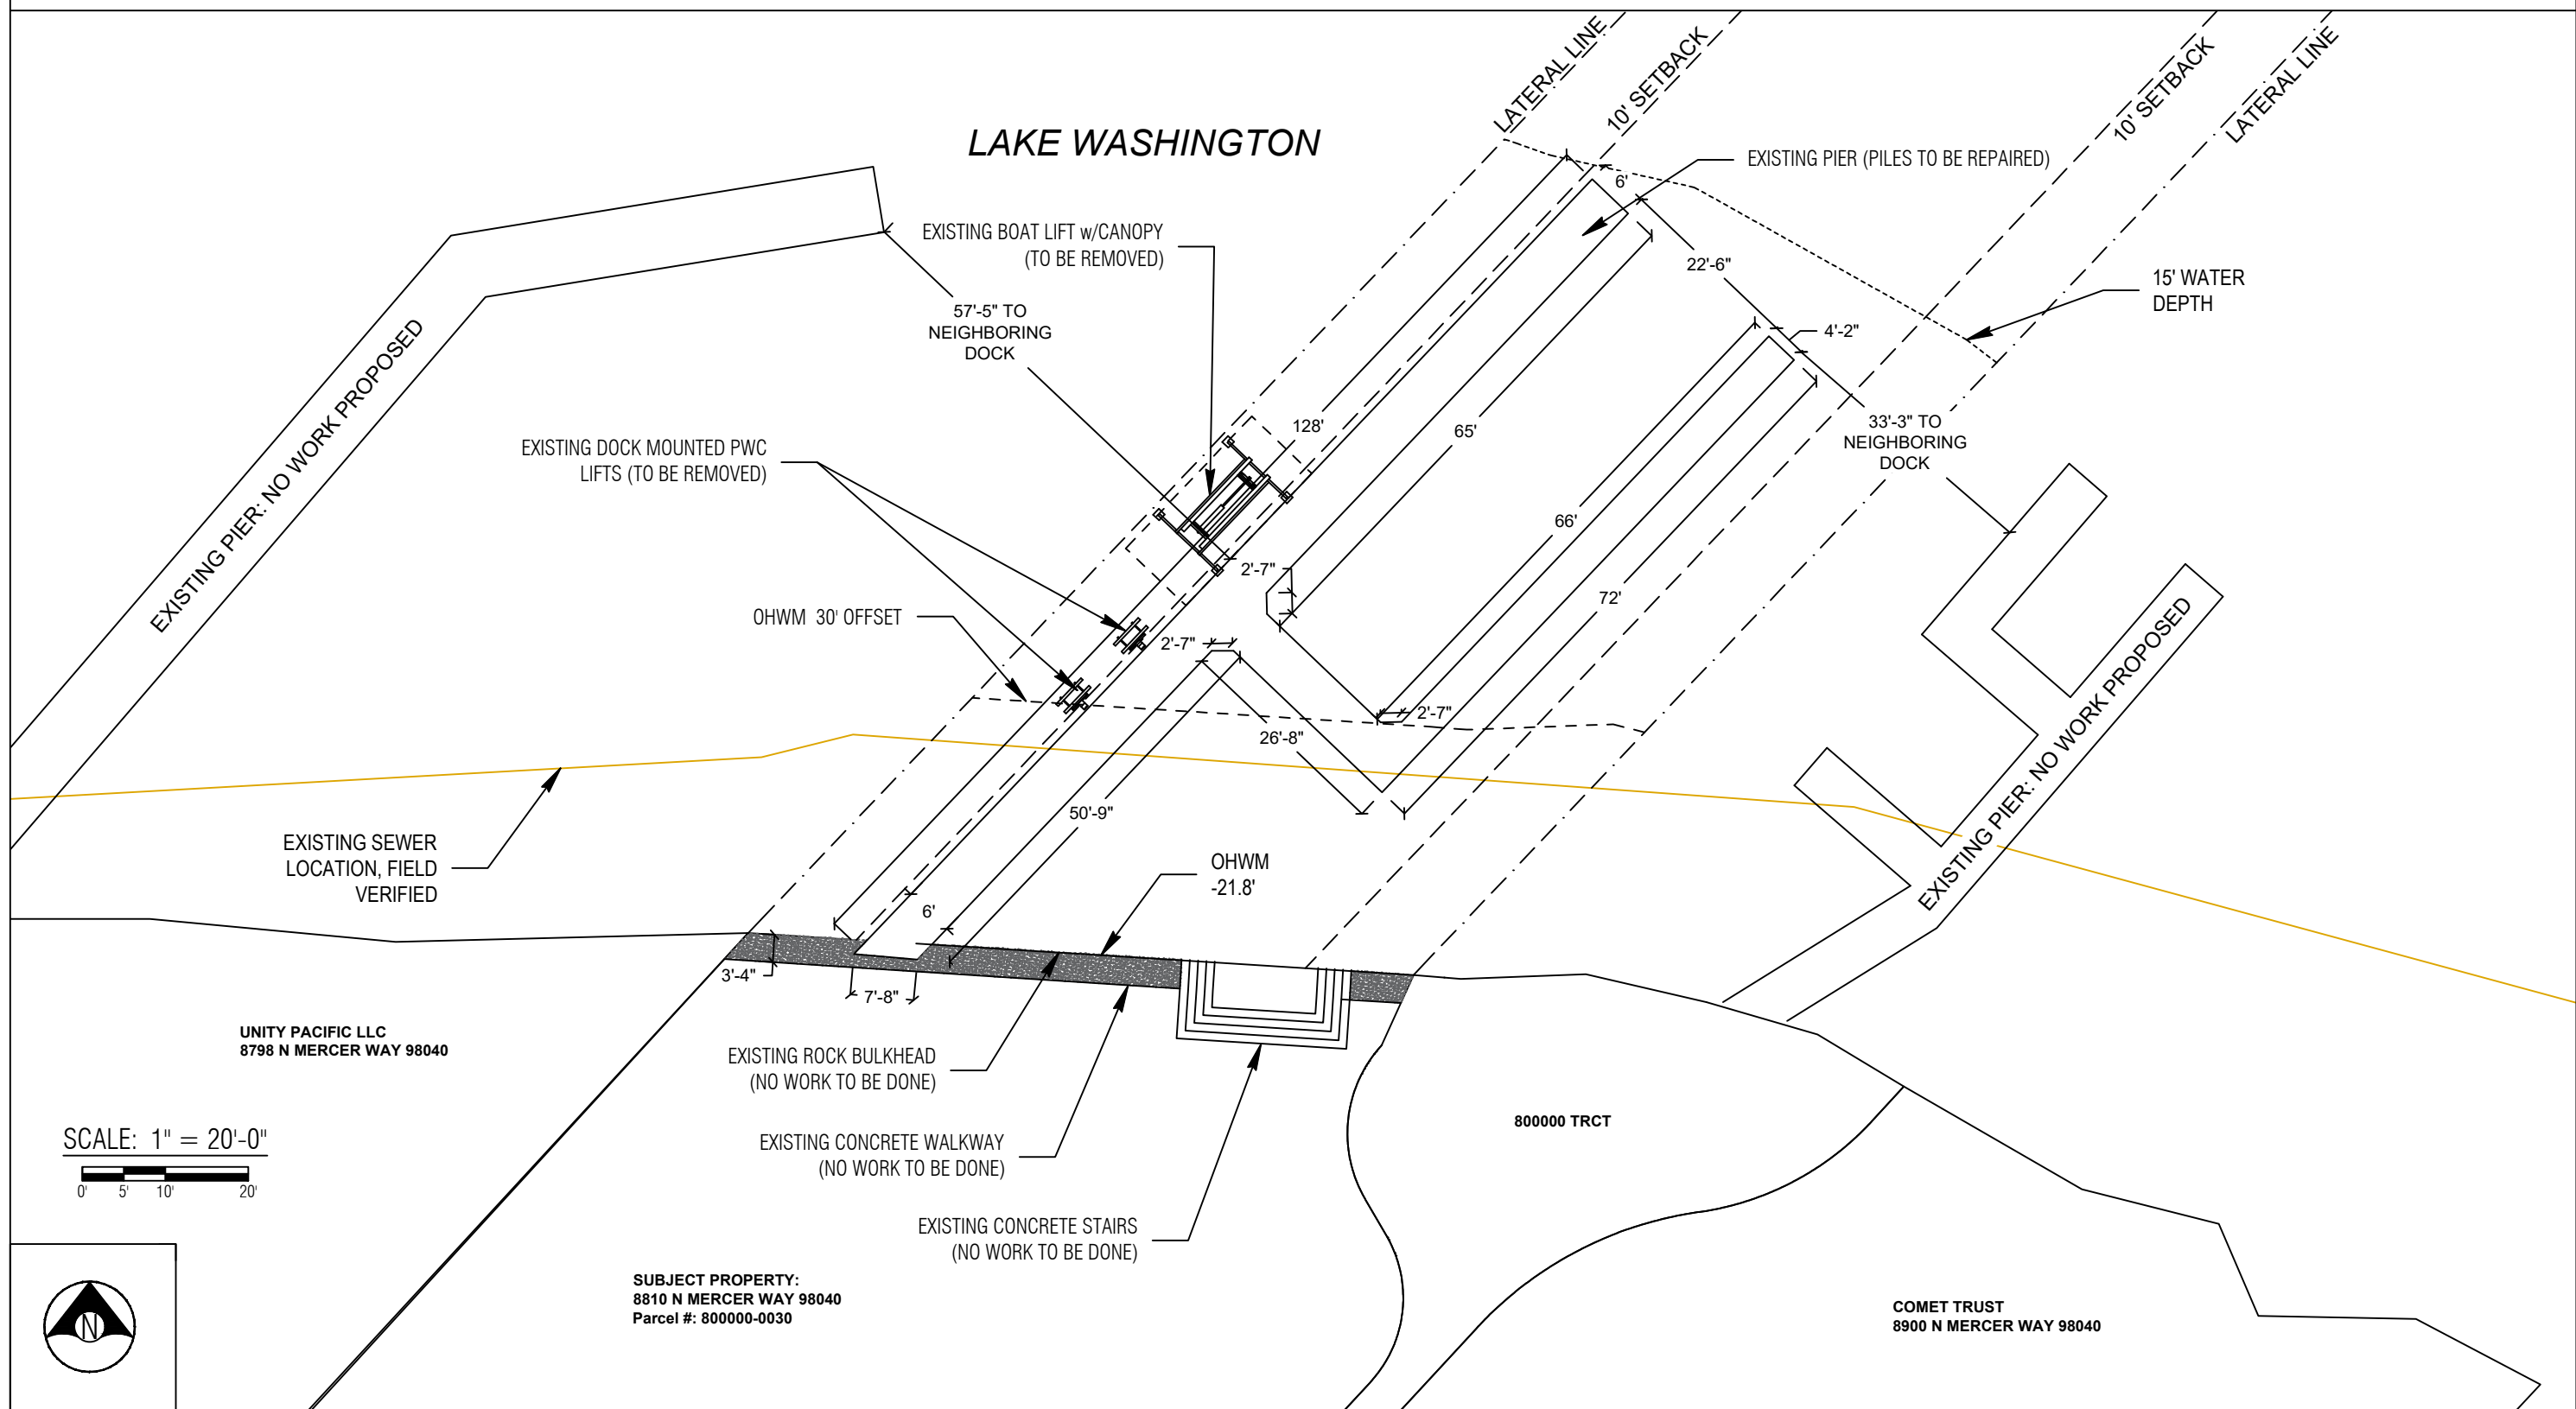 LATERAL LINE
10' SETBACK
10' SETBACK
LATERAL LINE
LAKE WASHINGTON
EXISTING PIER (PILES TO BE REPAIRED)
6'
EXISTING BOAT LIFT w/CANOPY
(TO BE REMOVED)
22'-6"
15' WATER
DEPTH
57'-5" TO
NEIGHBORING
DOCK
4'-2"
EXISTING PIER: NO WORK PROPOSED
128'
65'
33'-3" TO
NEIGHBORING
DOCK
EXISTING DOCK MOUNTED PWC
LIFTS (TO BE REMOVED)
66'
2'-7"
72'
OHWM  30' OFFSET
2'-7"
2'-7"
26'-8"
EXISTING PIER: NO WORK PROPOSED
50'-9"
EXISTING SEWER
LOCATION, FIELD
VERIFIED
OHWM
-21.8'
6'
3'-4"
7'-8"
UNITY PACIFIC LLC
8798 N MERCER WAY 98040
EXISTING ROCK BULKHEAD
(NO WORK TO BE DONE)
800000 TRCT
SCALE:  1" = 20'-0"
0' 5' 10' 20'
EXISTING CONCRETE WALKWAY
(NO WORK TO BE DONE)
EXISTING CONCRETE STAIRS
(NO WORK TO BE DONE)
N
SUBJECT PROPERTY:
8810 N MERCER WAY 98040
Parcel #: 800000-0030
COMET TRUST
8900 N MERCER WAY 98040